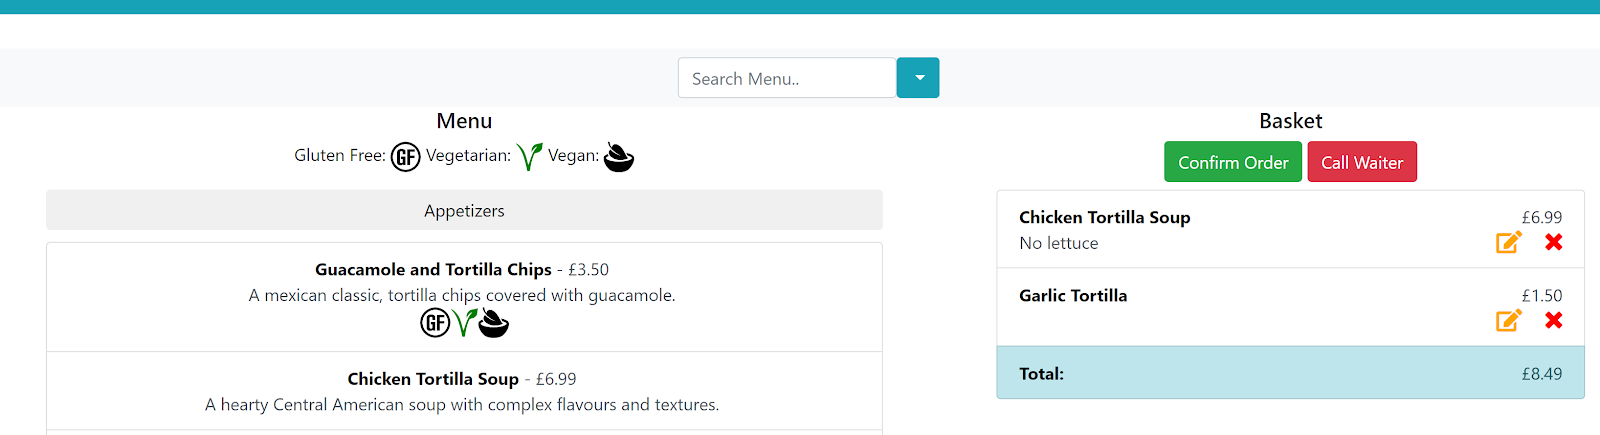 Search Menu..
Menu
Gluten Free: GF Vegetarian: Vegan:
Appetizers
Guacamole and Tortilla Chips - £3.50
A mexican classic, tortilla chips covered with guacamole.
GF
Chicken Tortilla Soup - £6.99
A hearty Central American soup with complex flavours and textures.
Basket
Confirm Order Call Waiter
Chicken Tortilla Soup £6.99
No lettuce
Garlic Tortilla £1.50
Total: £8.49